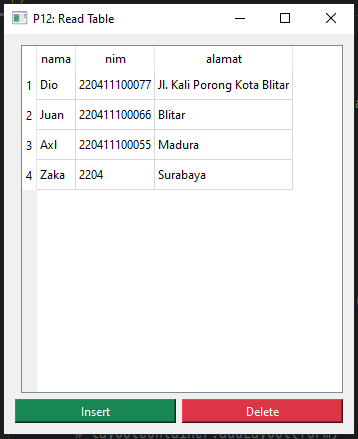 P12: Read Table
nama nim alamat
1 Dio 220411100077 Jl. Kali Porong Kota Blitar
2 Juan 220411100066 Blitar
3 Axl 220411100055 Madura
4 Zaka 2204 Surabaya
Insert Delete